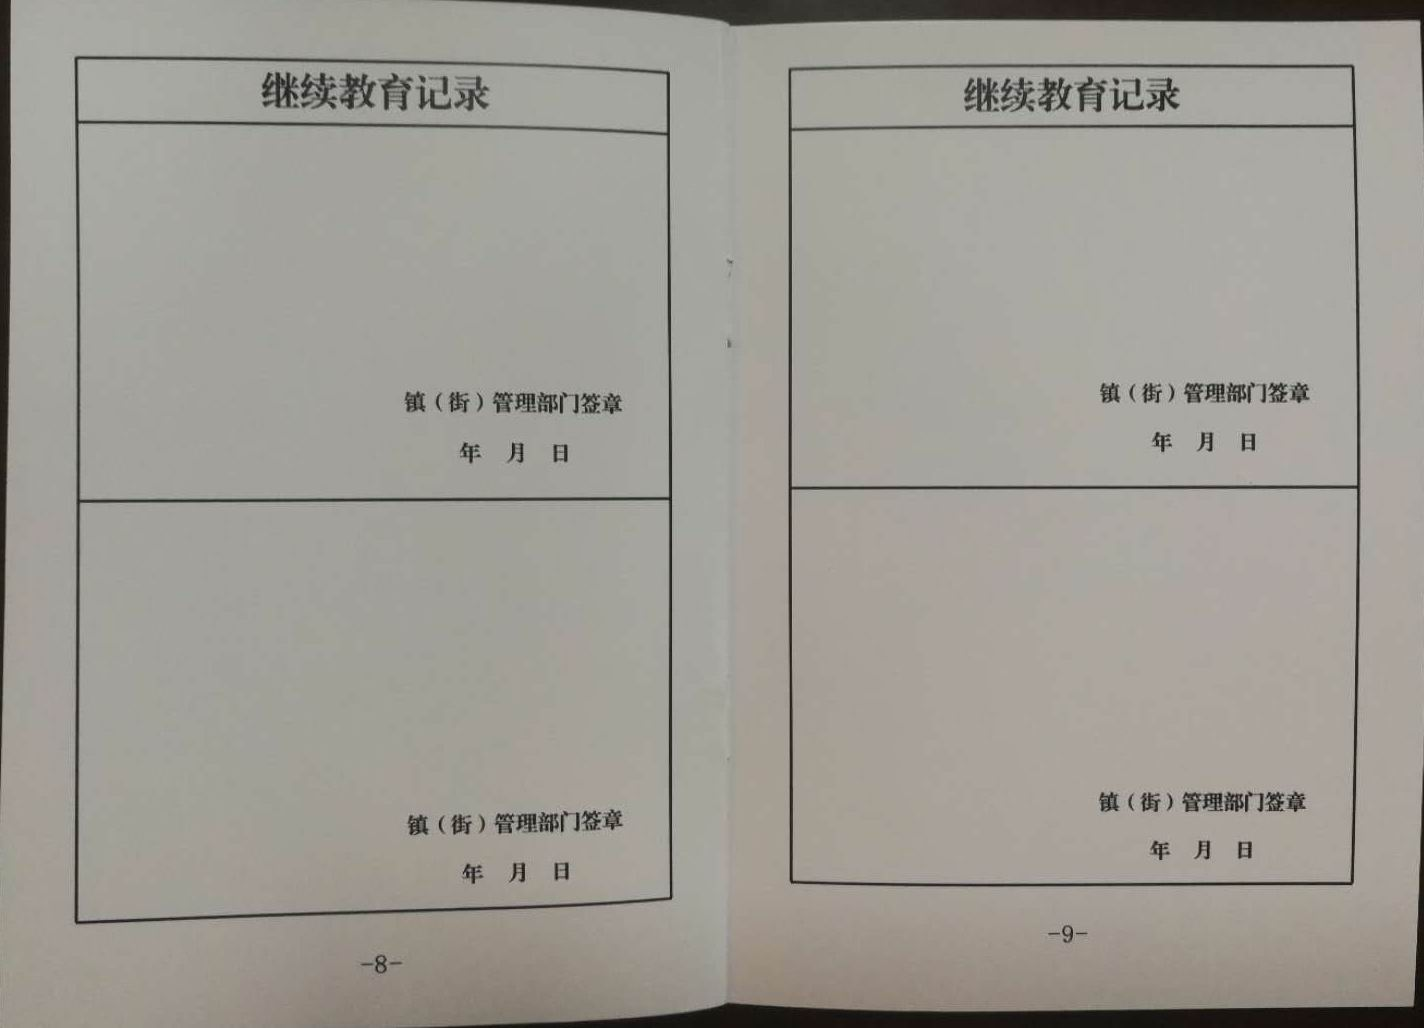 继续教育记录
镇（街）管理部门签章
年 月 日
镇（街）管理部门签章
年 月 日
-8-
继续教育记录
镇（街）管理部门签章
年 月 日
镇（街）管理部门签章
年 月 日
-9-